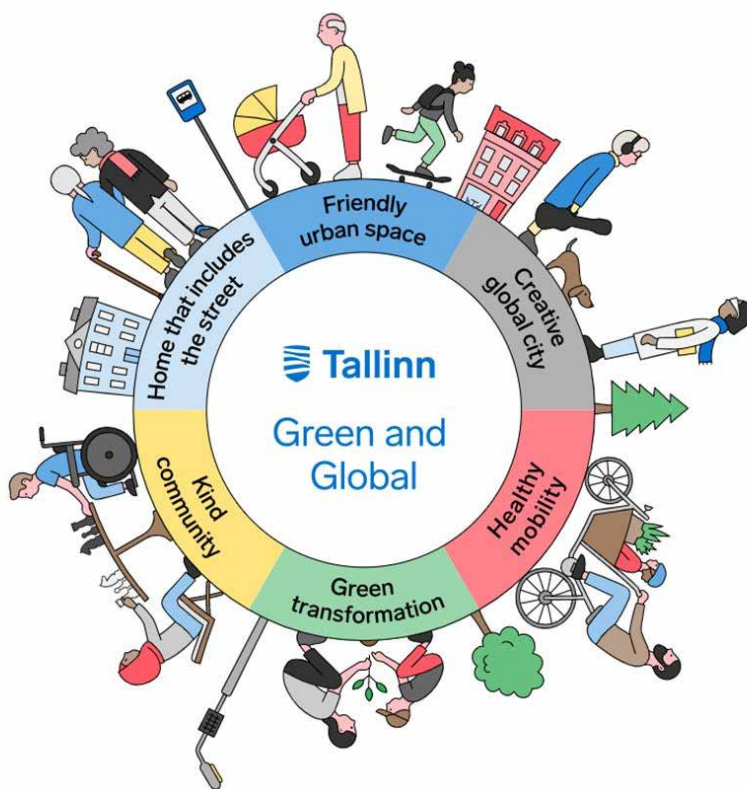 Friendly
urban space
Creative
global city
Healthy
mobility
Green
transformation
Kind
community
Home that includes
the street
Tallinn
Green and
Global